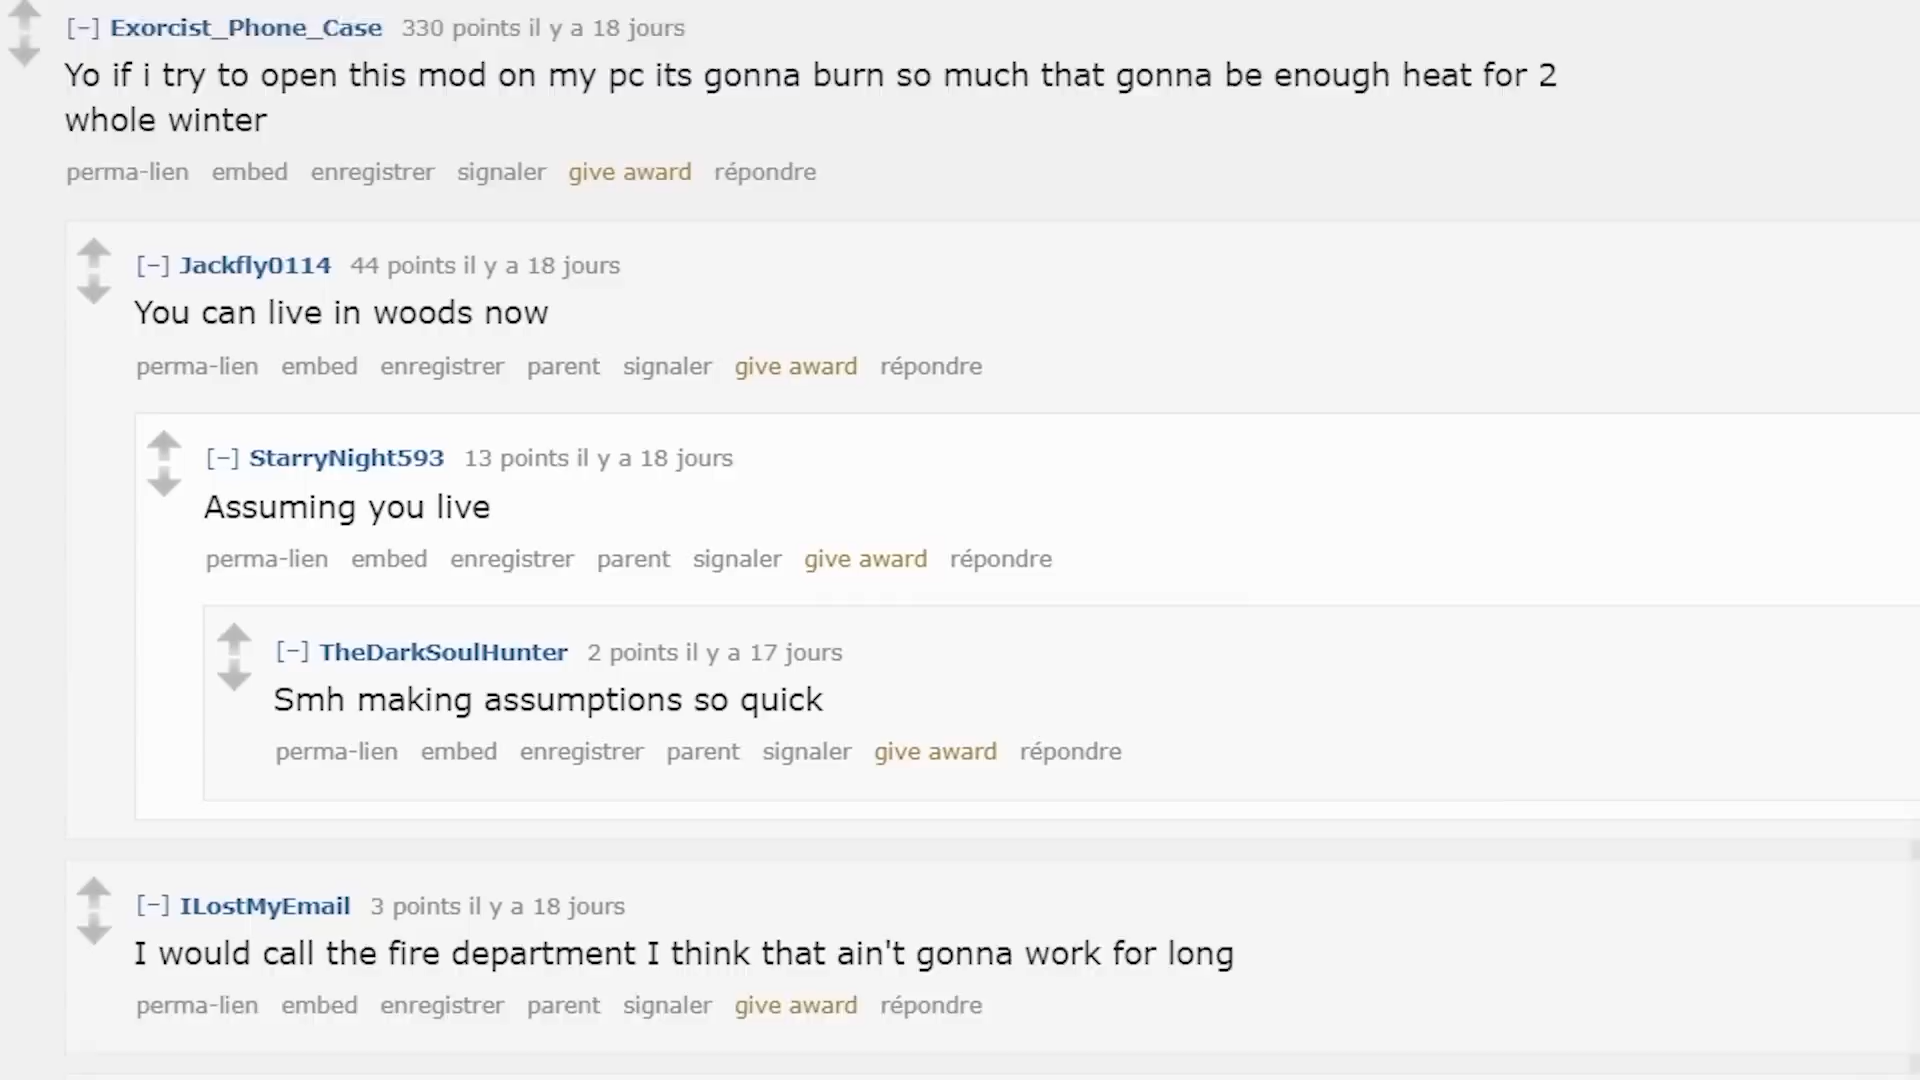 [–] Exorcist_Phone_Case 330 points il y a 18 jours
Yo if i try to open this mod on my pc its gonna burn so much that gonna be enough heat for 2
whole winter
perma-lien embed enregistrer signaler give award répondre
[–] Jackfly0114 44 points il y a 18 jours
You can live in woods now
perma-lien embed enregistrer parent signaler give award répondre
[–] StarryNight593 13 points il y a 18 jours
Assuming you live
perma-lien embed enregistrer parent signaler give award répondre
[–] TheDarkSoulHunter 2 points il y a 17 jours
Smh making assumptions so quick
perma-lien embed enregistrer parent signaler give award répondre
[–] ILostMyEmail 3 points il y a 18 jours
I would call the fire department I think that ain't gonna work for long
perma-lien embed enregistrer parent signaler give award répondre